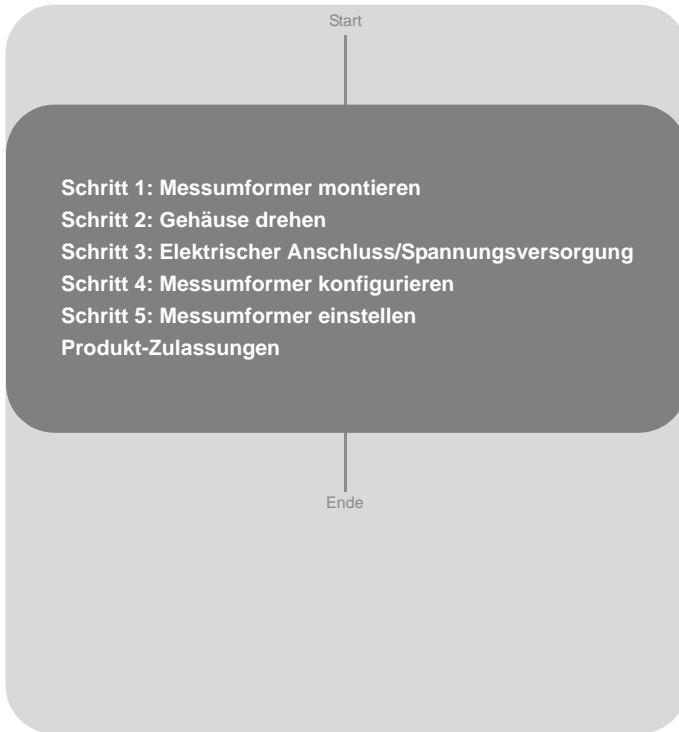 Start
Schritt 1: Messumformer montieren
Schritt 2: Gehäuse drehen
Schritt 3: Elektrischer Anschluss/Spannungsversorgung
Schritt 4: Messumformer konfigurieren
Schritt 5: Messumformer einstellen
Produkt-Zulassungen
Ende